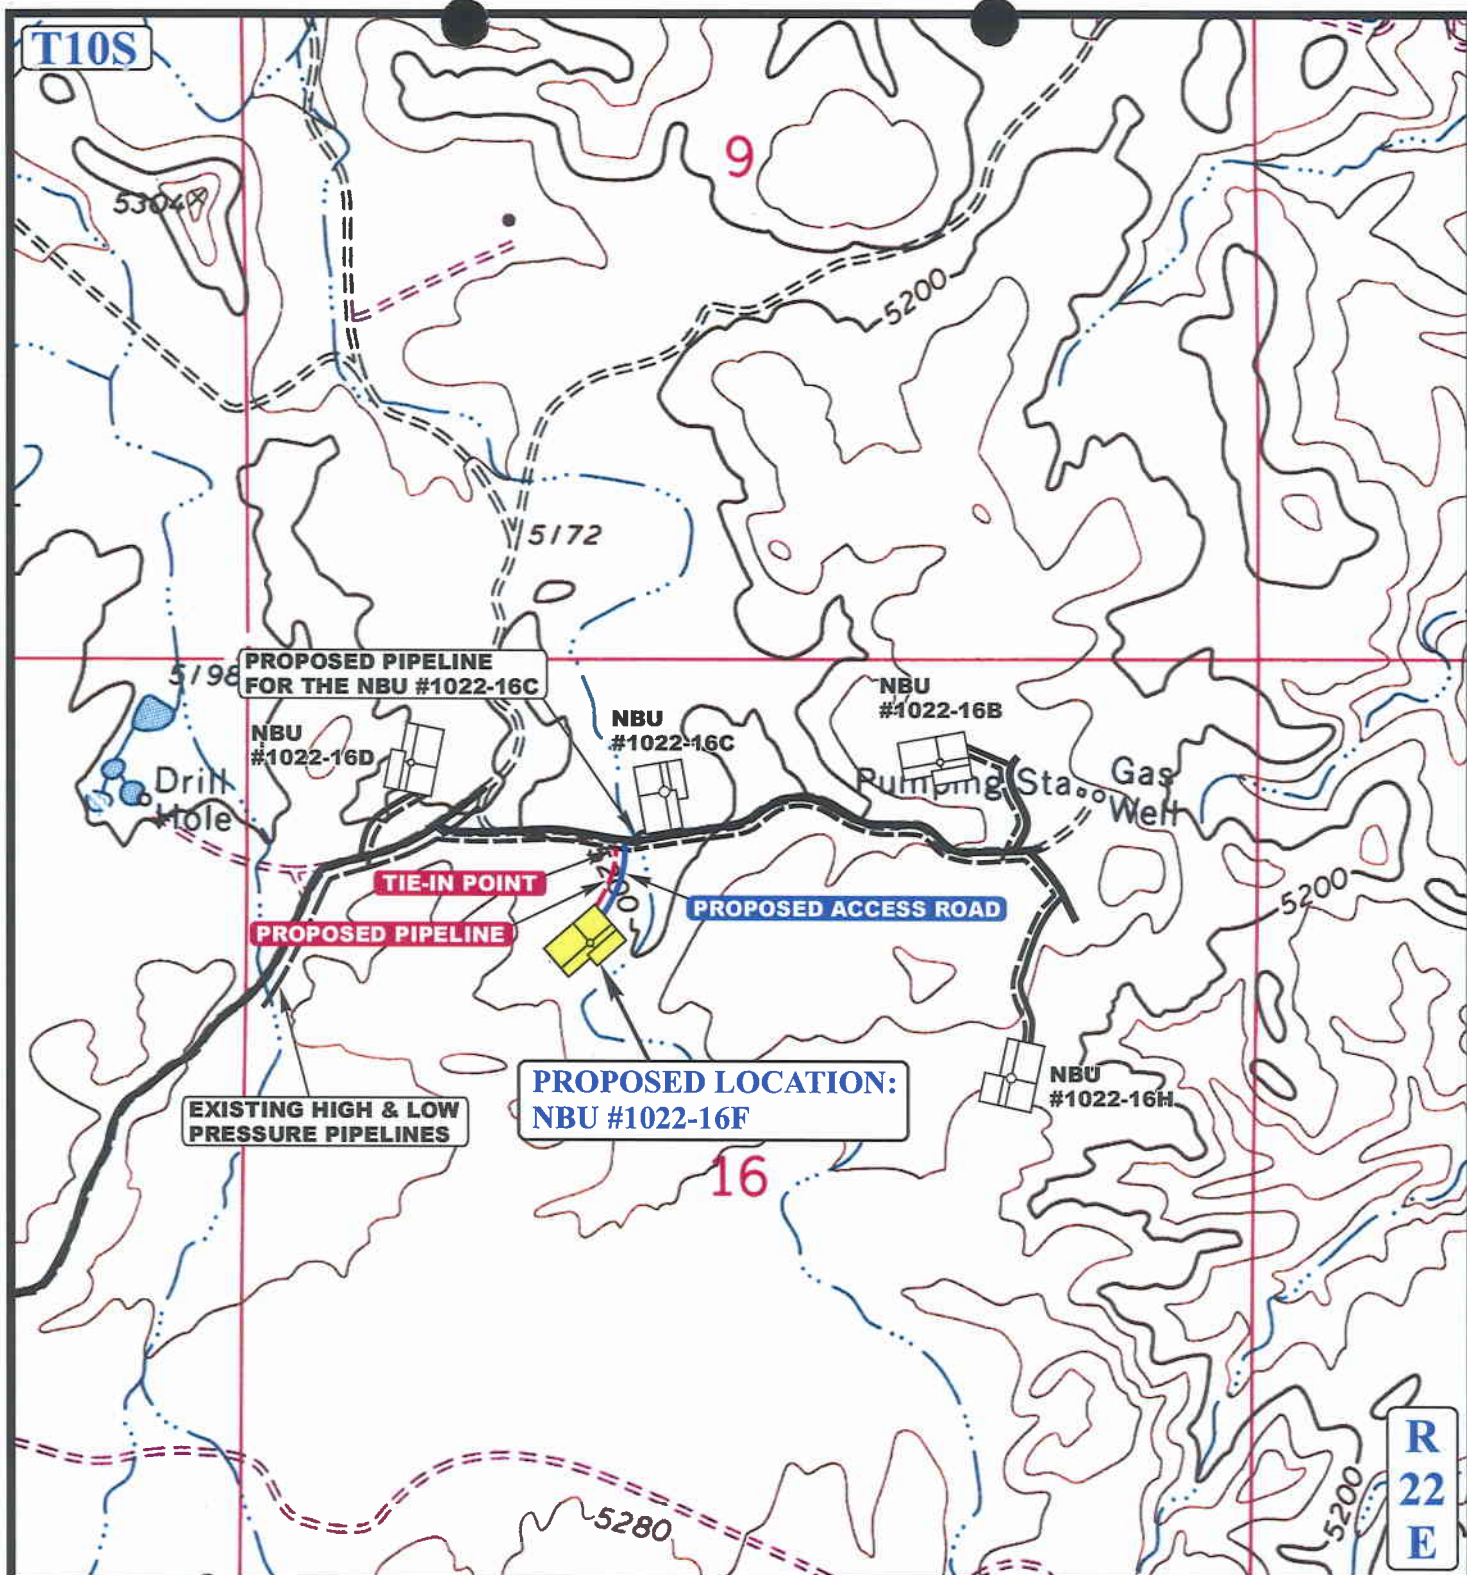 T10S
9
5304
5200
5172
5198
PROPOSED PIPELINE
FOR THE NBU #1022-16C
NBU
#1022-16D
NBU
#1022-16C
NBU
#1022-16B
Drill
Hole
Pumping Sta.
Gas
Well
TIE-IN POINT
PROPOSED PIPELINE
PROPOSED ACCESS ROAD
5200
EXISTING HIGH & LOW
PRESSURE PIPELINES
PROPOSED LOCATION:
NBU #1022-16F
NBU
#1022-16H
16
5280
5200
R
22
E